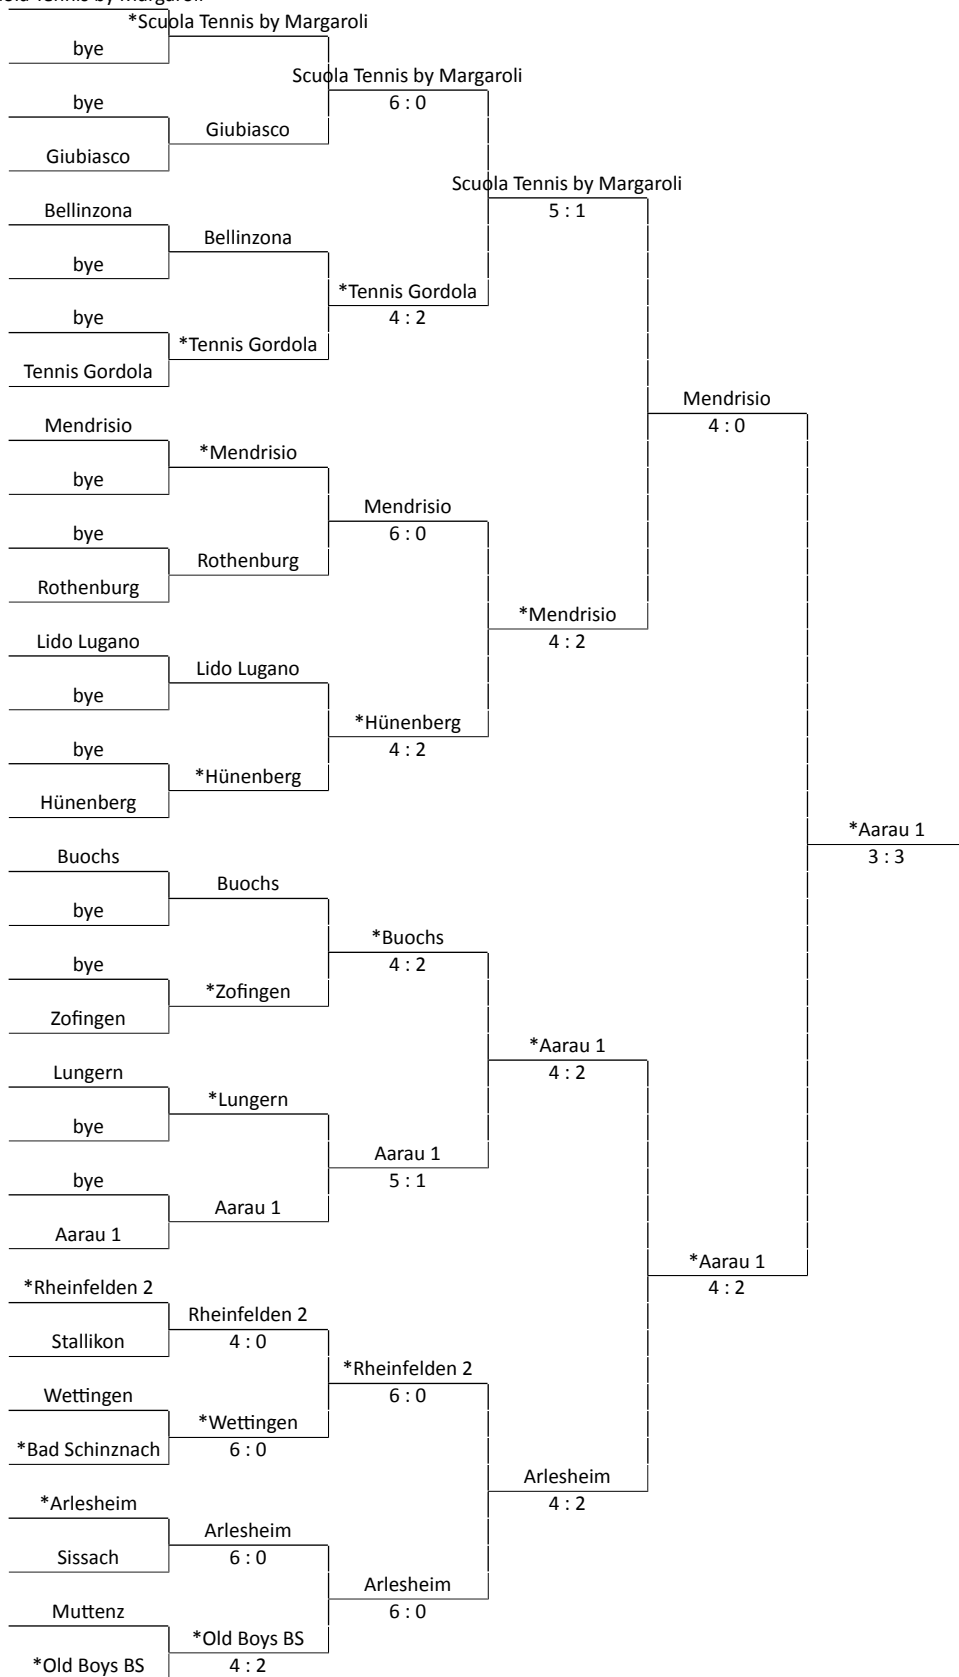 Tennis by Margaroli
*Scuola Tennis by Margaroli
bye
Scuola Tennis by Margaroli
bye
6 : 0
Giubiasco
Giubiasco
Scuola Tennis by Margaroli
Bellinzona
5 : 1
Bellinzona
bye
*Tennis Gordola
bye
4 : 2
*Tennis Gordola
Tennis Gordola
Mendrisio
Mendrisio
4 : 0
*Mendrisio
bye
Mendrisio
bye
6 : 0
Rothenburg
Rothenburg
*Mendrisio
Lido Lugano
4 : 2
Lido Lugano
bye
*Hünenberg
bye
4 : 2
*Hünenberg
Hünenberg
*Aarau 1
Buochs
3 : 3
Buochs
bye
*Buochs
bye
4 : 2
*Zofingen
Zofingen
*Aarau 1
Lungern
4 : 2
*Lungern
bye
Aarau 1
bye
5 : 1
Aarau 1
Aarau 1
*Aarau 1
*Rheinfelden 2
4 : 2
Rheinfelden 2
Stallikon
4 : 0
*Rheinfelden 2
Wettingen
6 : 0
*Wettingen
*Bad Schinznach
6 : 0
Arlesheim
*Arlesheim
4 : 2
Arlesheim
Sissach
6 : 0
Arlesheim
Muttenz
6 : 0
*Old Boys BS
*Old Boys BS
4 : 2